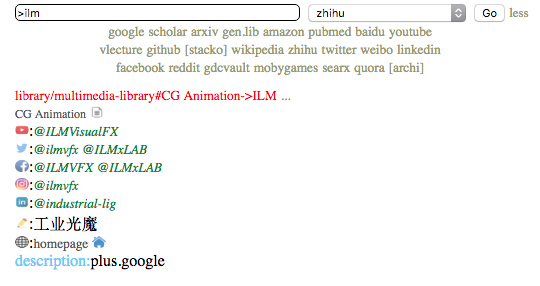 >ilm zhihu Go less
google scholar arxiv gen.lib amazon pubmed baidu youtube
vlecture github [stacko] wikipedia zhihu twitter weibo linkedin
facebook reddit gdcvault mobygames searx quora [archi]
library/multimedia-library#CG Animation->ILM ...
CG Animation
:@ILMVisualFX
:@ilmvfx @ILMxLAB
:@ILMVFX @ILMxLAB
:@ilmvfx
:@industrial-lig
:工业光魔
:homepage
description:plus.google